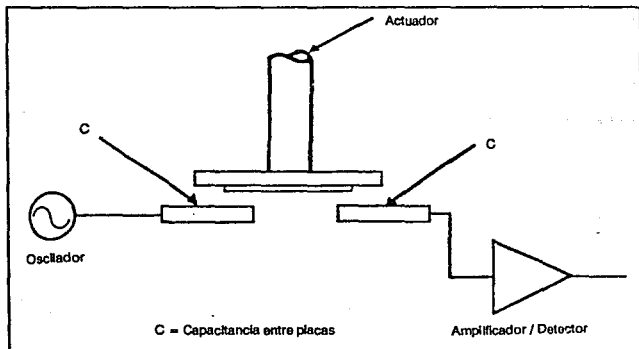 Actuador
C
C
Oscilador
C = Capacitancia entre placas
Amplificador / Detector